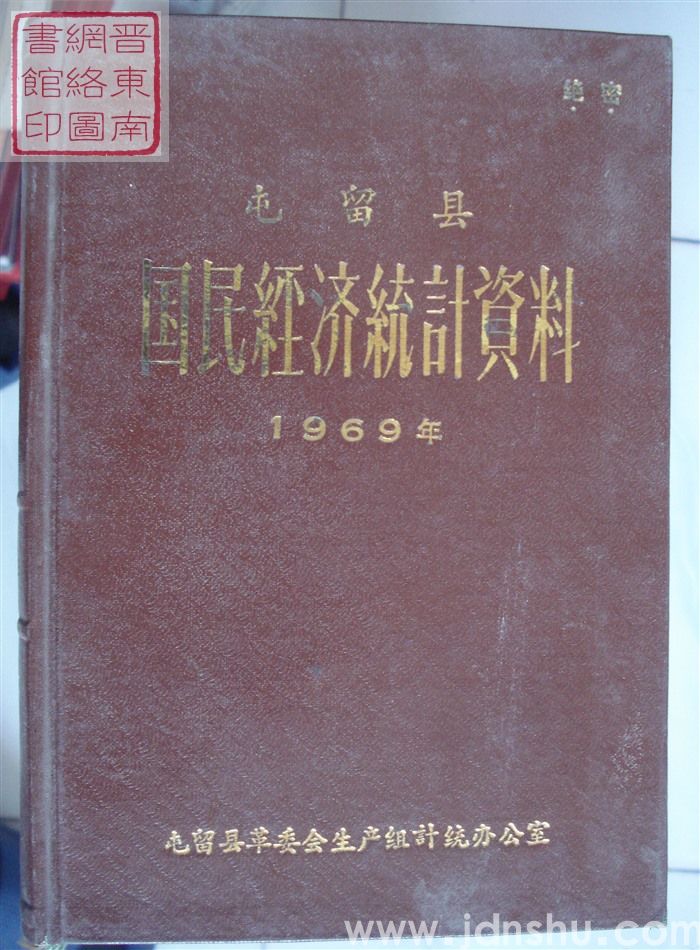 晋東南
網絡圖
書館印
绝密
屯留县
国民經济統計資料
1969年
屯留县革委会生产组計统办公室
www.jdnshu.com